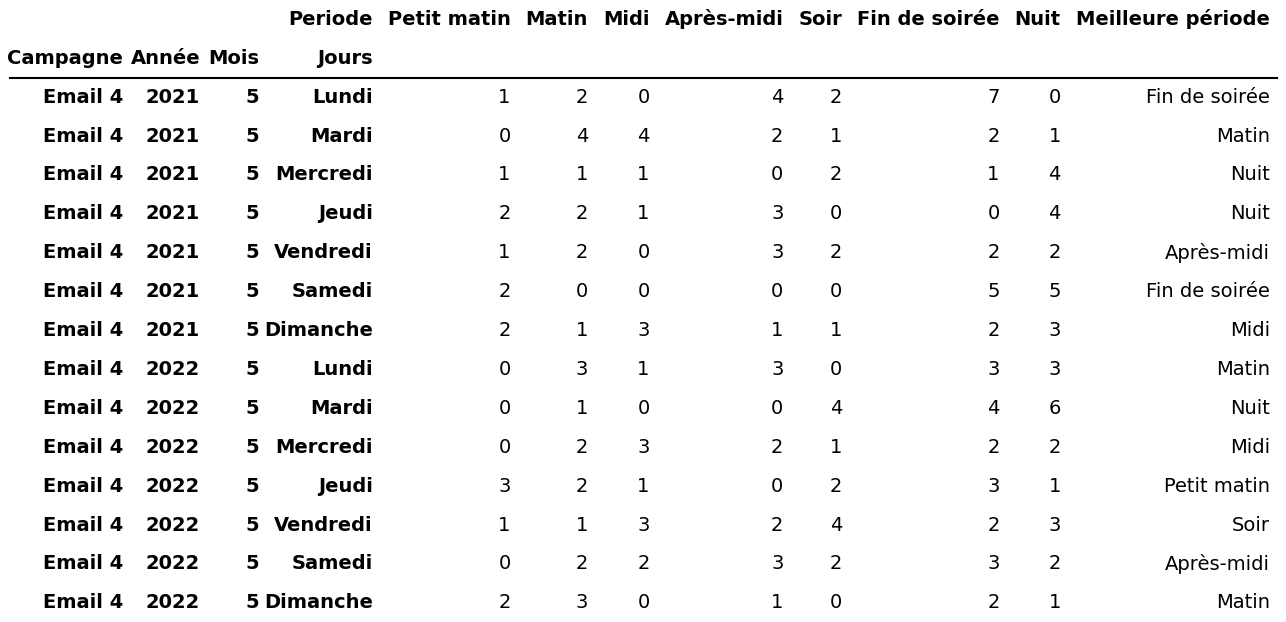 Periode Petit matin Matin Midi Après-midi Soir Fin de soirée Nuit Meilleure période
Campagne Année Mois Jours
Email 4 2021 5 Lundi 1 2 0 4 2 7 0 Fin de soirée
Email 4 2021 5 Mardi 0 4 4 2 1 2 1 Matin
Email 4 2021 5 Mercredi 1 1 1 0 2 1 4 Nuit
Email 4 2021 5 Jeudi 2 2 1 3 0 0 4 Nuit
Email 4 2021 5 Vendredi 1 2 0 3 2 2 2 Après-midi
Email 4 2021 5 Samedi 2 0 0 0 0 5 5 Fin de soirée
Email 4 2021 5 Dimanche 2 1 3 1 1 2 3 Midi
Email 4 2022 5 Lundi 0 3 1 3 0 3 3 Matin
Email 4 2022 5 Mardi 0 1 0 0 4 4 6 Nuit
Email 4 2022 5 Mercredi 0 2 3 2 1 2 2 Midi
Email 4 2022 5 Jeudi 3 2 1 0 2 3 1 Petit matin
Email 4 2022 5 Vendredi 1 1 3 2 4 2 3 Soir
Email 4 2022 5 Samedi 0 2 2 3 2 3 2 Après-midi
Email 4 2022 5 Dimanche 2 3 0 1 0 2 1 Matin